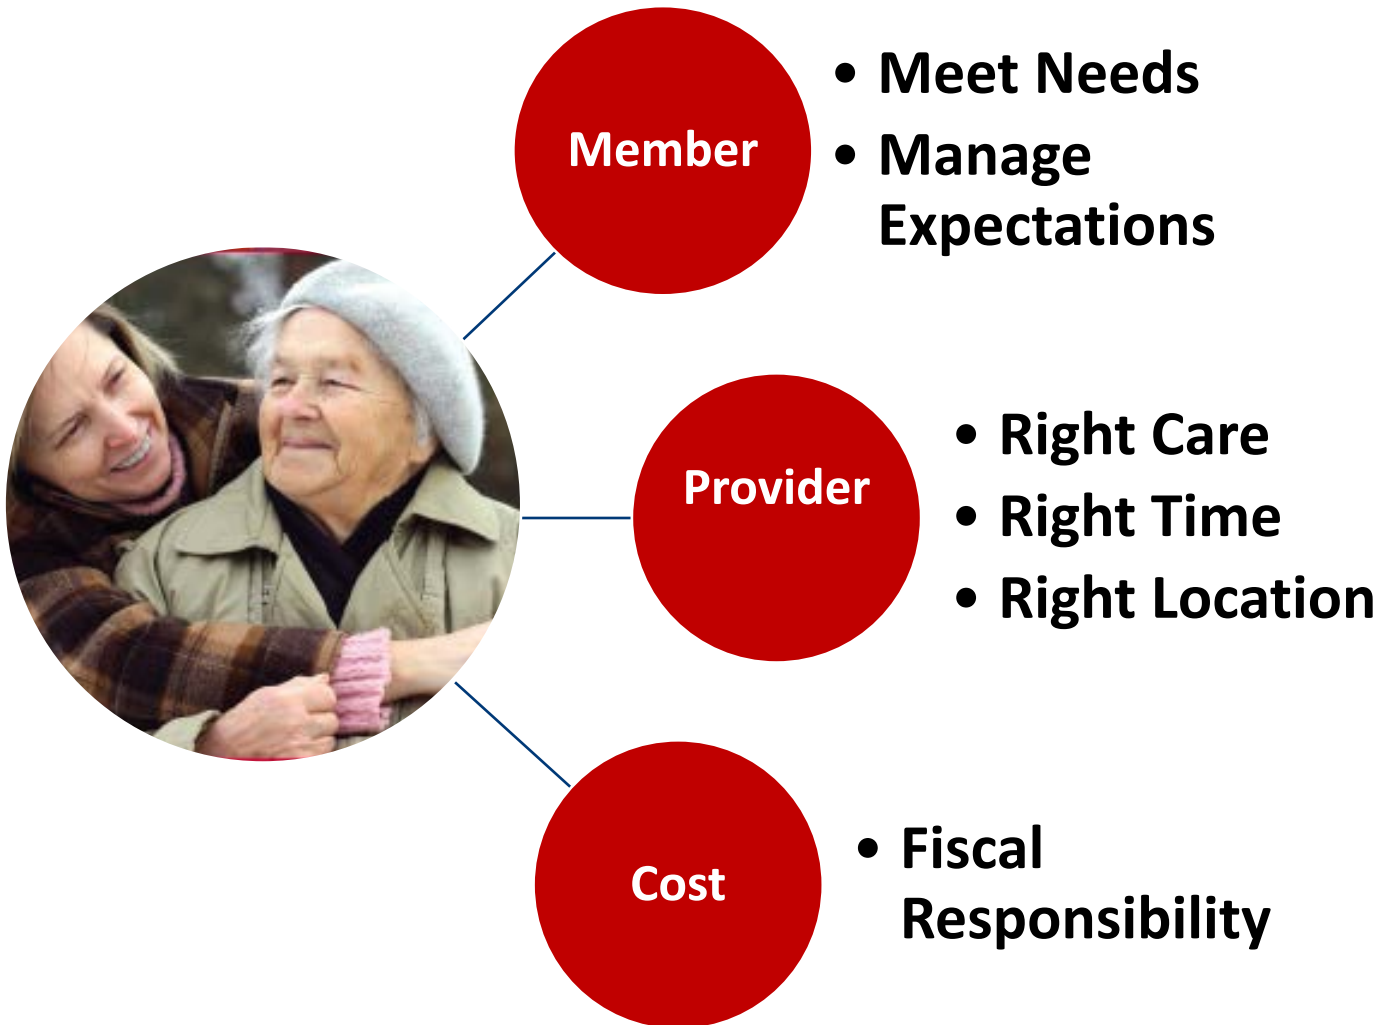 Member
• Meet Needs
• Manage
Expectations
Provider
• Right Care
• Right Time
• Right Location
Cost
• Fiscal
Responsibility